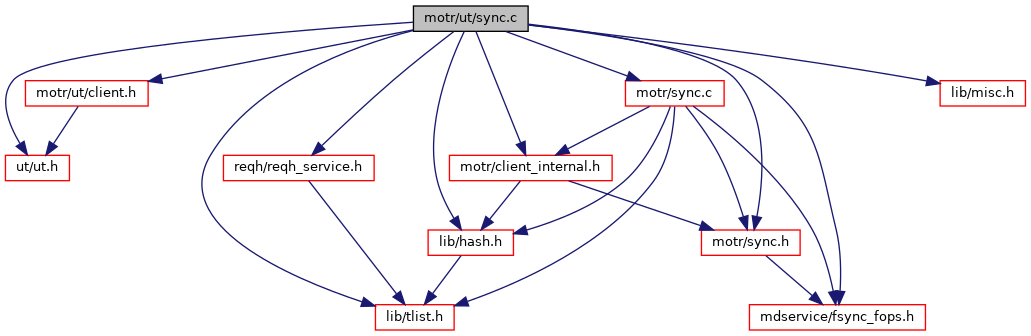 motr/ut/sync.c
motr/ut/client.h
motr/sync.c
lib/misc.h
ut/ut.h
reqh/reqh_service.h
motr/client_internal.h
lib/hash.h
motr/sync.h
lib/tlist.h
mdservice/fsync_fops.h